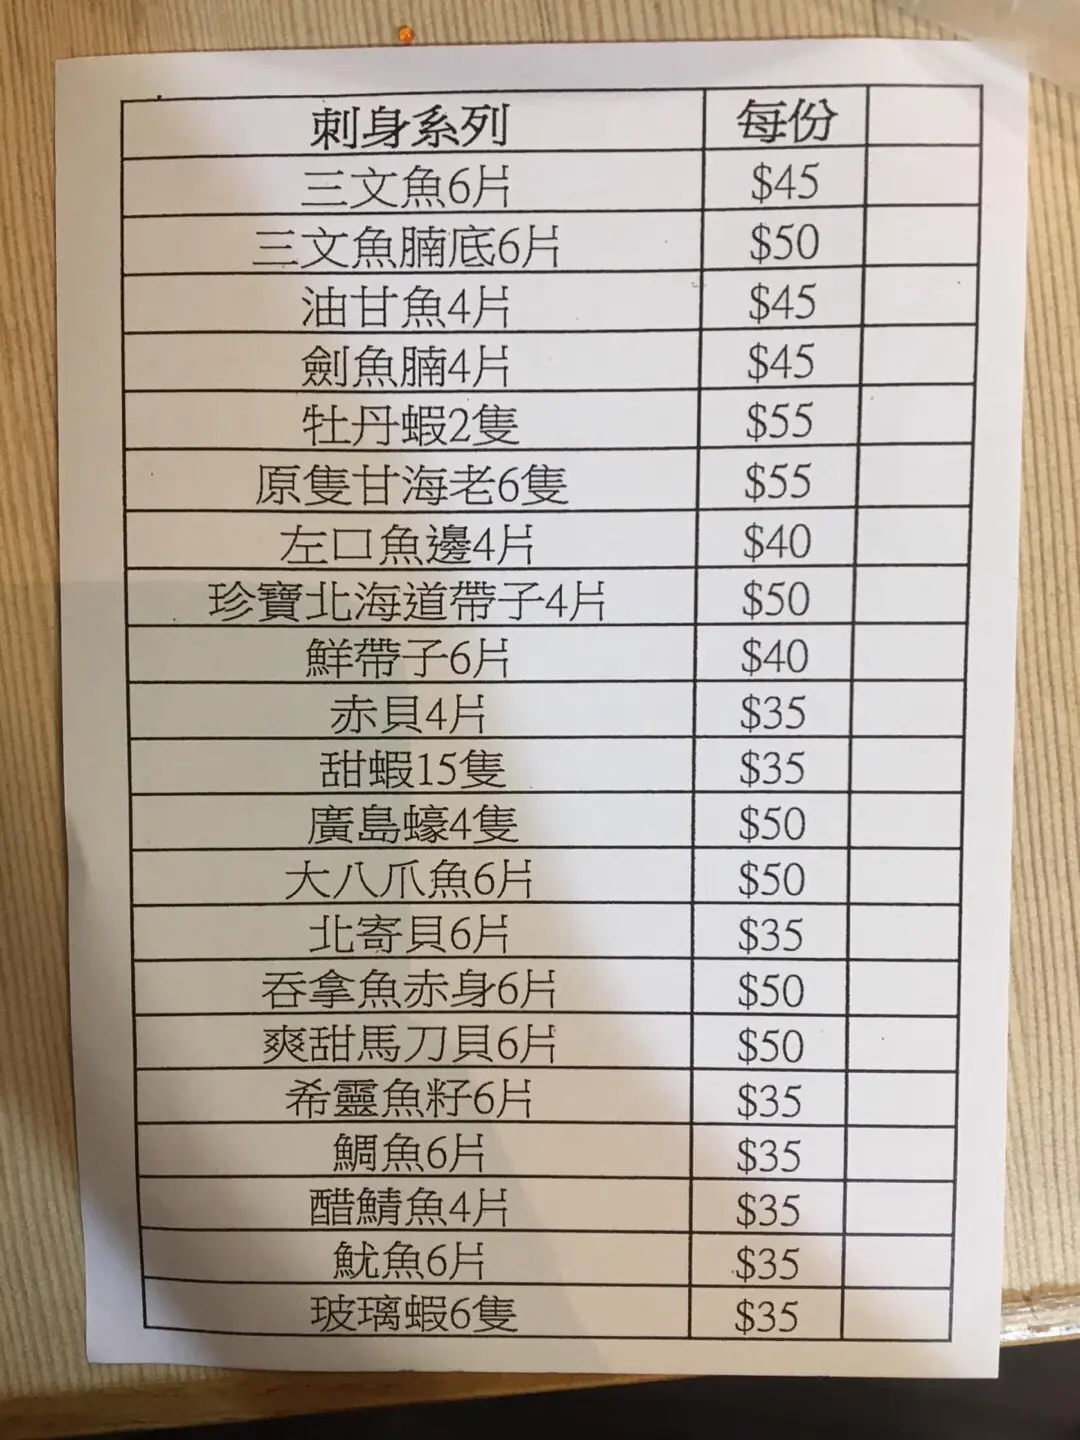 刺身系列 每份
三文魚6片 $45
三文魚腩底6片 $50
油甘魚4片 $45
劍魚腩4片 $45
牡丹蝦2隻 $55
原隻甘海老6隻 $55
左口魚邊4片 $40
珍寶北海道帶子4片 $50
鮮帶子6片 $40
赤貝4片 $35
甜蝦15隻 $35
廣島蠔4隻 $50
大八爪魚6片 $50
北寄貝6片 $35
吞拿魚赤身6片 $50
爽甜馬刀貝6片 $50
希靈魚籽6片 $35
鯛魚6片 $35
醋鯖魚4片 $35
魷魚6片 $35
玻璃蝦6隻 $35